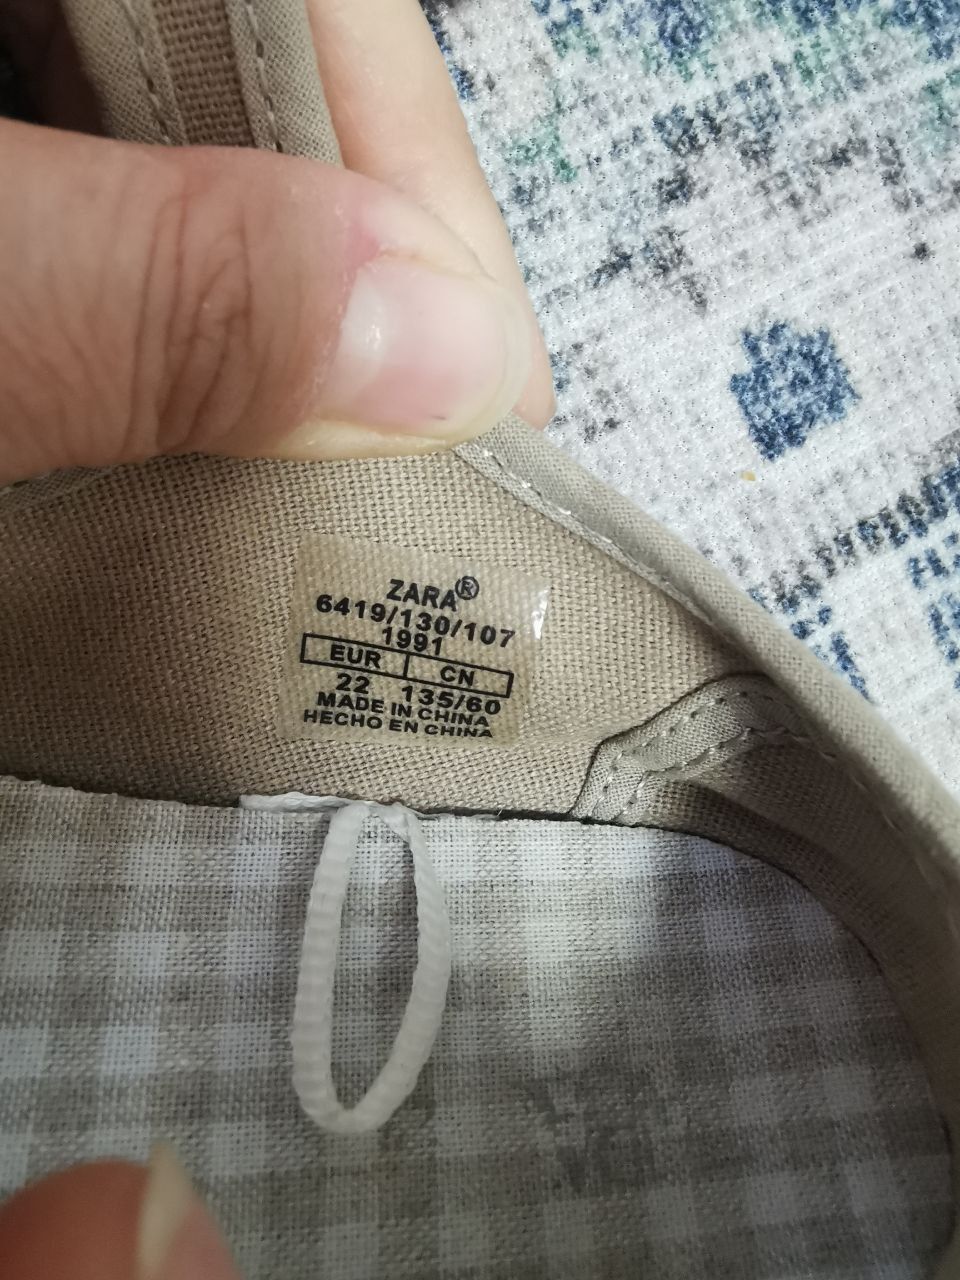 ZARA®
6419/130/107
1991
EUR CN
22 135/60
MADE IN CHINA
HECHO EN CHINA